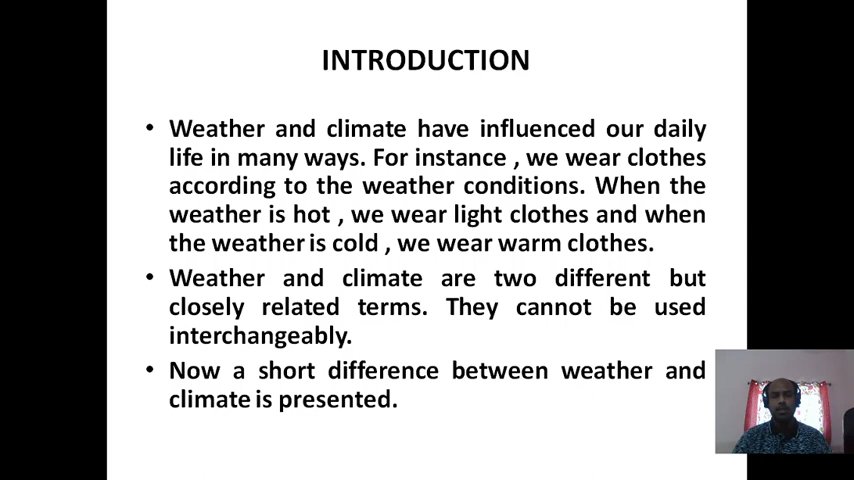 INTRODUCTION
• Weather and climate have influenced our daily
life in many ways. For instance , we wear clothes
according to the weather conditions. When the
weather is hot , we wear light clothes and when
the weather is cold , we wear warm clothes.
• Weather and climate are two different but
closely related terms. They cannot be used
interchangeably.
• Now a short difference between weather and
climate is presented.